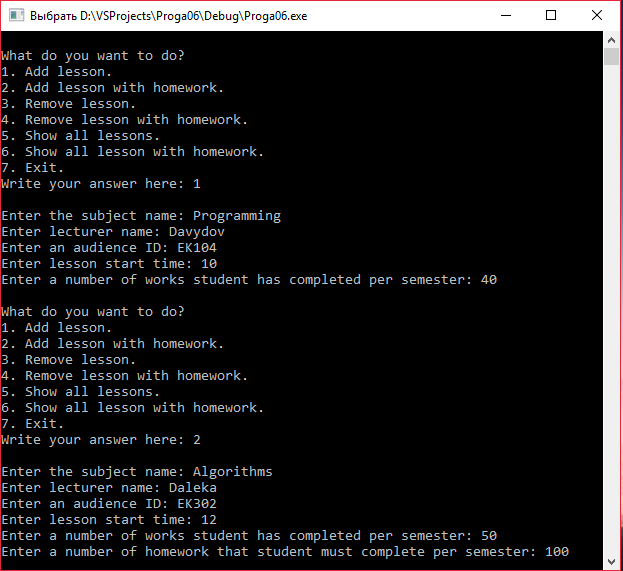 Выбрать D:\VSProjects\Proga06\Debug\Proga06.exe
What do you want to do?
1. Add lesson.
2. Add lesson with homework.
3. Remove lesson.
4. Remove lesson with homework.
5. Show all lessons.
6. Show all lesson with homework.
7. Exit.
Write your answer here: 1
Enter the subject name: Programming
Enter lecturer name: Davydov
Enter an audience ID: EK104
Enter lesson start time: 10
Enter a number of works student has completed per semester: 40
What do you want to do?
1. Add lesson.
2. Add lesson with homework.
3. Remove lesson.
4. Remove lesson with homework.
5. Show all lessons.
6. Show all lesson with homework.
7. Exit.
Write your answer here: 2
Enter the subject name: Algorithms
Enter lecturer name: Daleka
Enter an audience ID: EK302
Enter lesson start time: 12
Enter a number of works student has completed per semester: 50
Enter a number of homework that student must complete per semester: 100